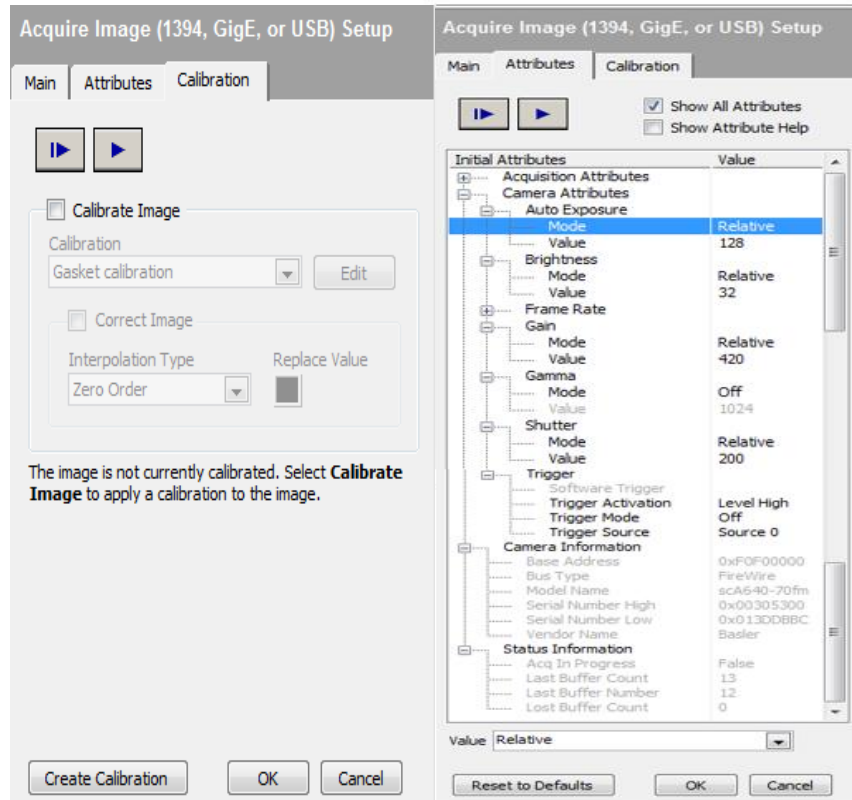 Acquire Image (1394, GigE, or USB) Setup
Main Attributes Calibration
Calibrate Image
Calibration
Gasket calibration Edit
Correct Image
Interpolation Type Replace Value
Zero Order
The image is not currently calibrated. Select Calibrate
Image to apply a calibration to the image.
Create Calibration OK Cancel
Acquire Image (1394, GigE, or USB) Setup
Main Attributes Calibration
Show All Attributes
Show Attribute Help
Initial Attributes Value
Acquisition Attributes
Camera Attributes
Auto Exposure
Mode Relative
Value 128
Brightness
Mode Relative
Value 32
Frame Rate
Gain
Mode Relative
Value 420
Gamma
Mode Off
Value 1024
Shutter
Mode Relative
Value 200
Trigger
Software Trigger
Trigger Activation Level High
Trigger Mode Off
Trigger Source Source 0
Camera Information
Base Address 0xF0F00000
Bus Type FireWire
Model Name scA640-70fm
Serial Number High 0x00305300
Serial Number Low 0x013DDBBC
Vendor Name Basler
Status Information
Acq In Progress False
Last Buffer Count 13
Last Buffer Number 12
Lost Buffer Count 0
Value Relative
Reset to Defaults OK Cancel